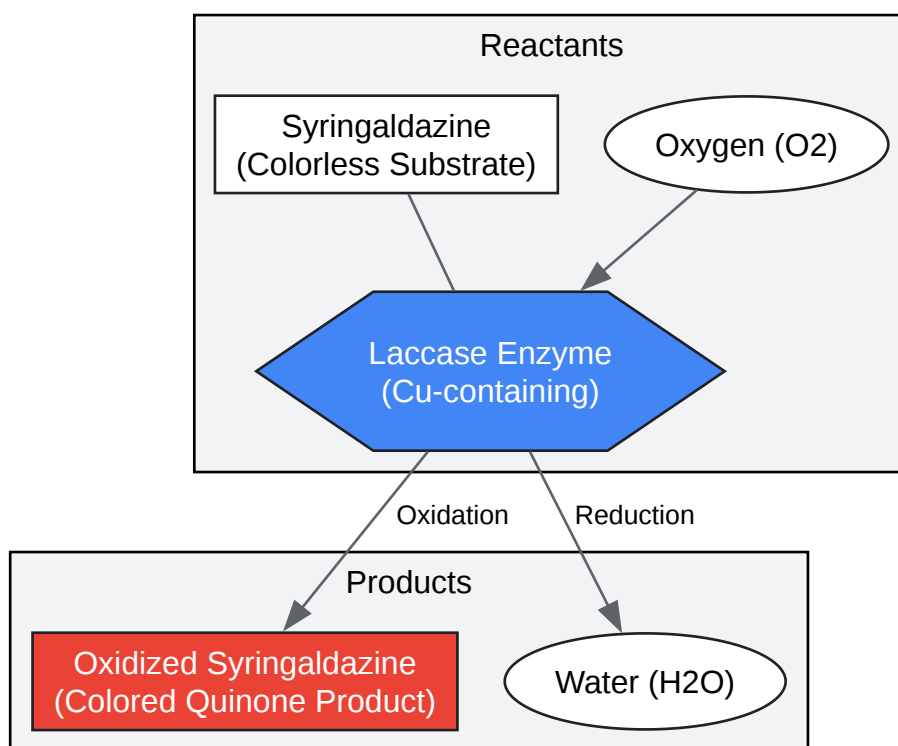 Reactants
Syringaldazine
(Colorless Substrate)
Oxygen (O2)
Laccase Enzyme
(Cu-containing)
Oxidation
Reduction
Products
Oxidized Syringaldazine
(Colored Quinone Product)
Water (H2O)